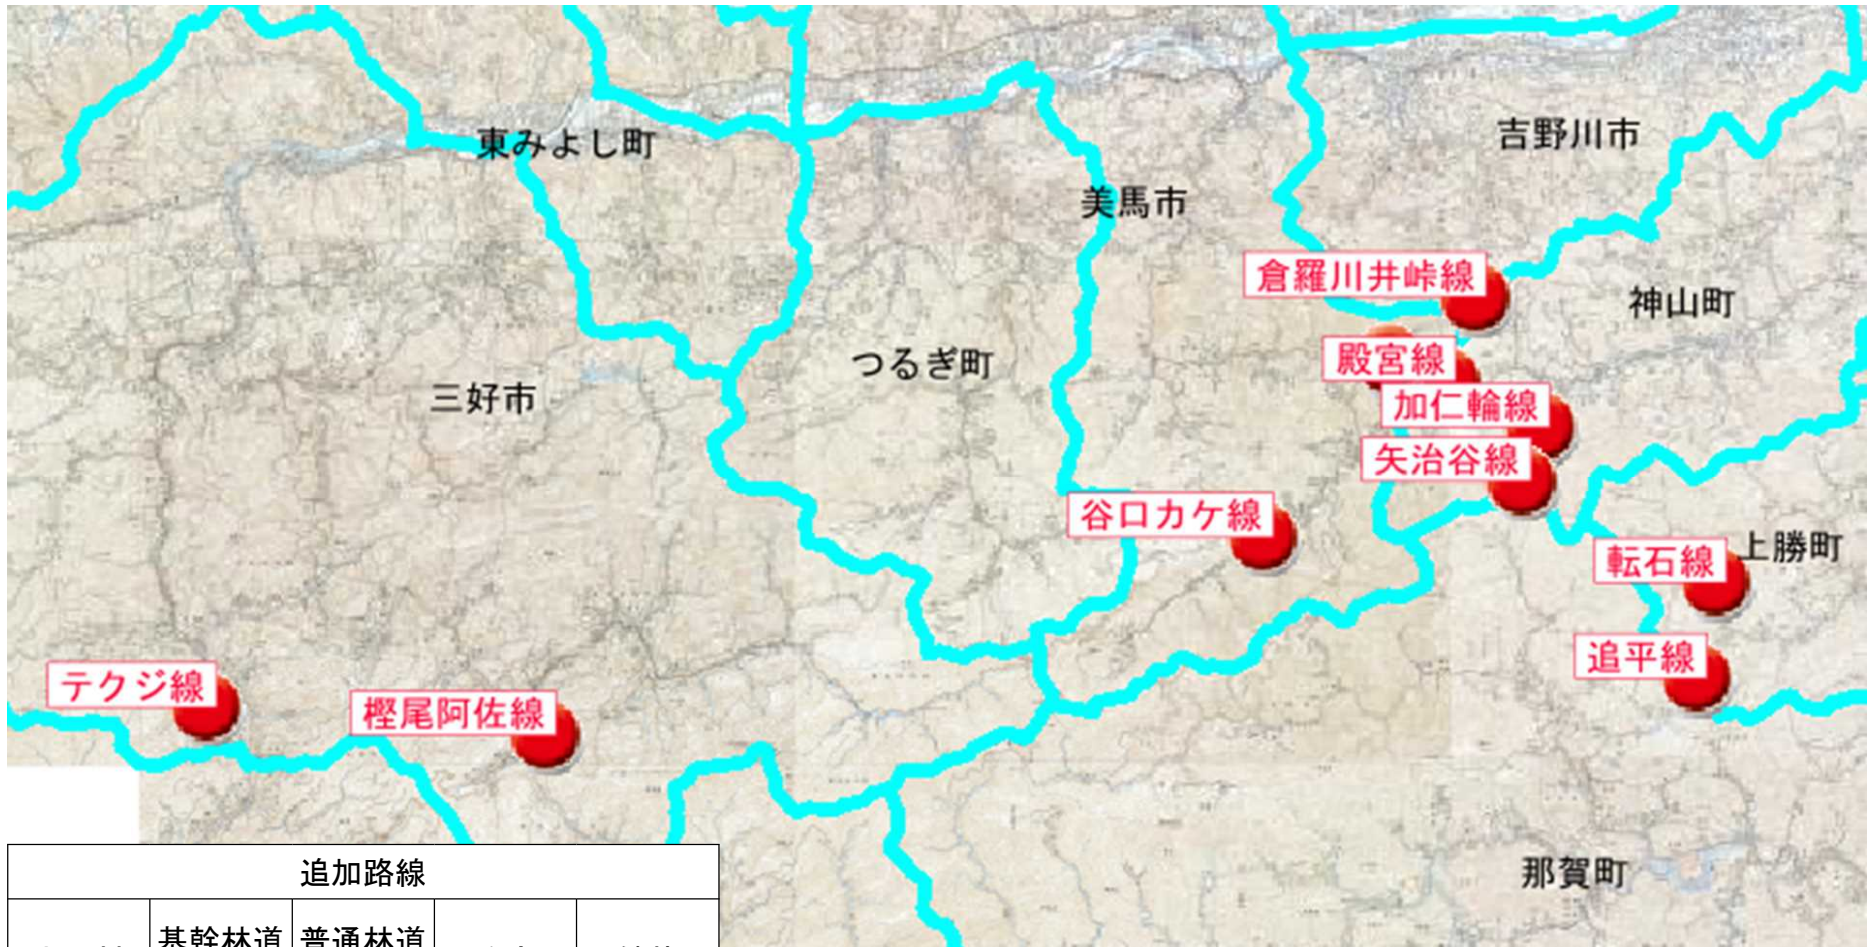 東みよし町
吉野川市
美馬市
倉羅川井峠線
神山町
殿宮線
つるぎ町
三好市
加仁輪線
矢治谷線
谷口カケ線
上勝町
転石線
追平線
テクジ線
樫尾阿佐線
那賀町
追加路線
基幹林道
普通林道